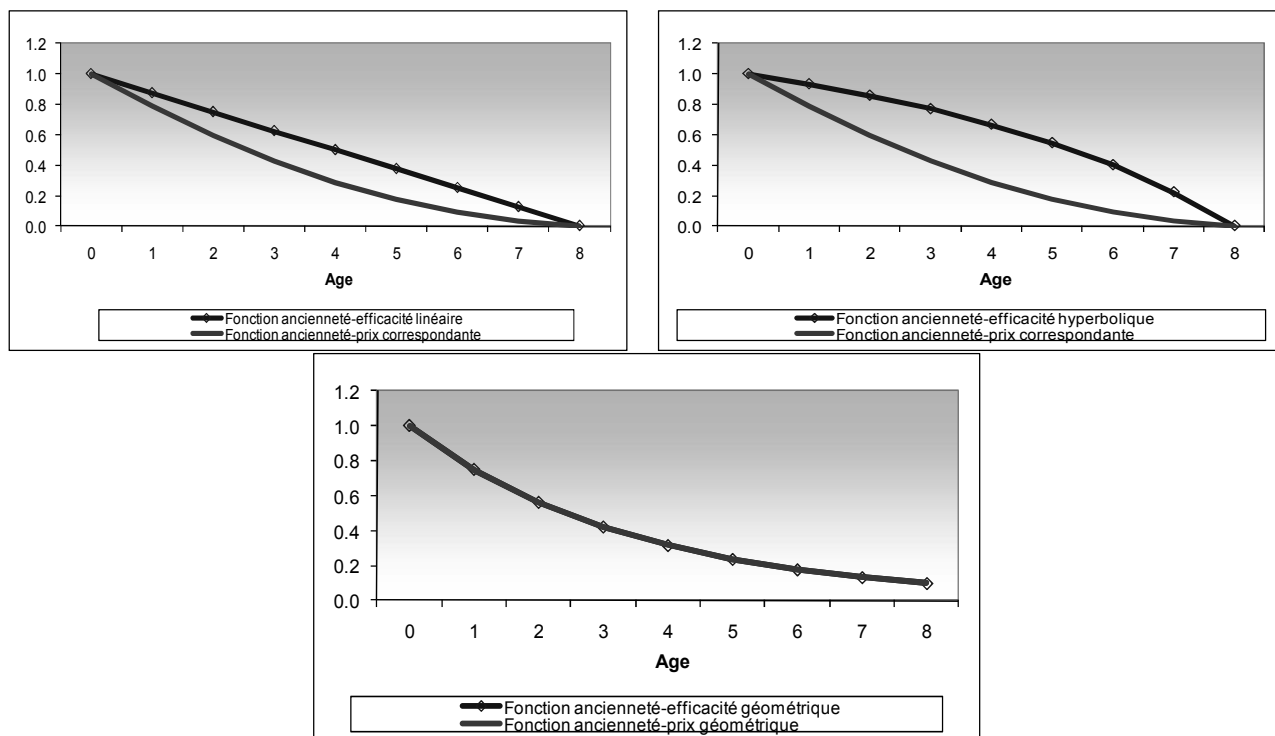 1.2
1.0
0.8
0.6
0.4
0.2
0.0
0 1 2 3 4 5 6 7 8
Age
Fonction ancienneté-efficacité linéaire
Fonction ancienneté-prix correspondante
1.2
1.0
0.8
0.6
0.4
0.2
0.0
0 1 2 3 4 5 6 7 8
Age
Fonction ancienneté-efficacité hyperbolique
Fonction ancienneté-prix correspondante
1.2
1.0
0.8
0.6
0.4
0.2
0.0
0 1 2 3 4 5 6 7 8
Age
Fonction ancienneté-efficacité géométrique
Fonction ancienneté-prix géométrique